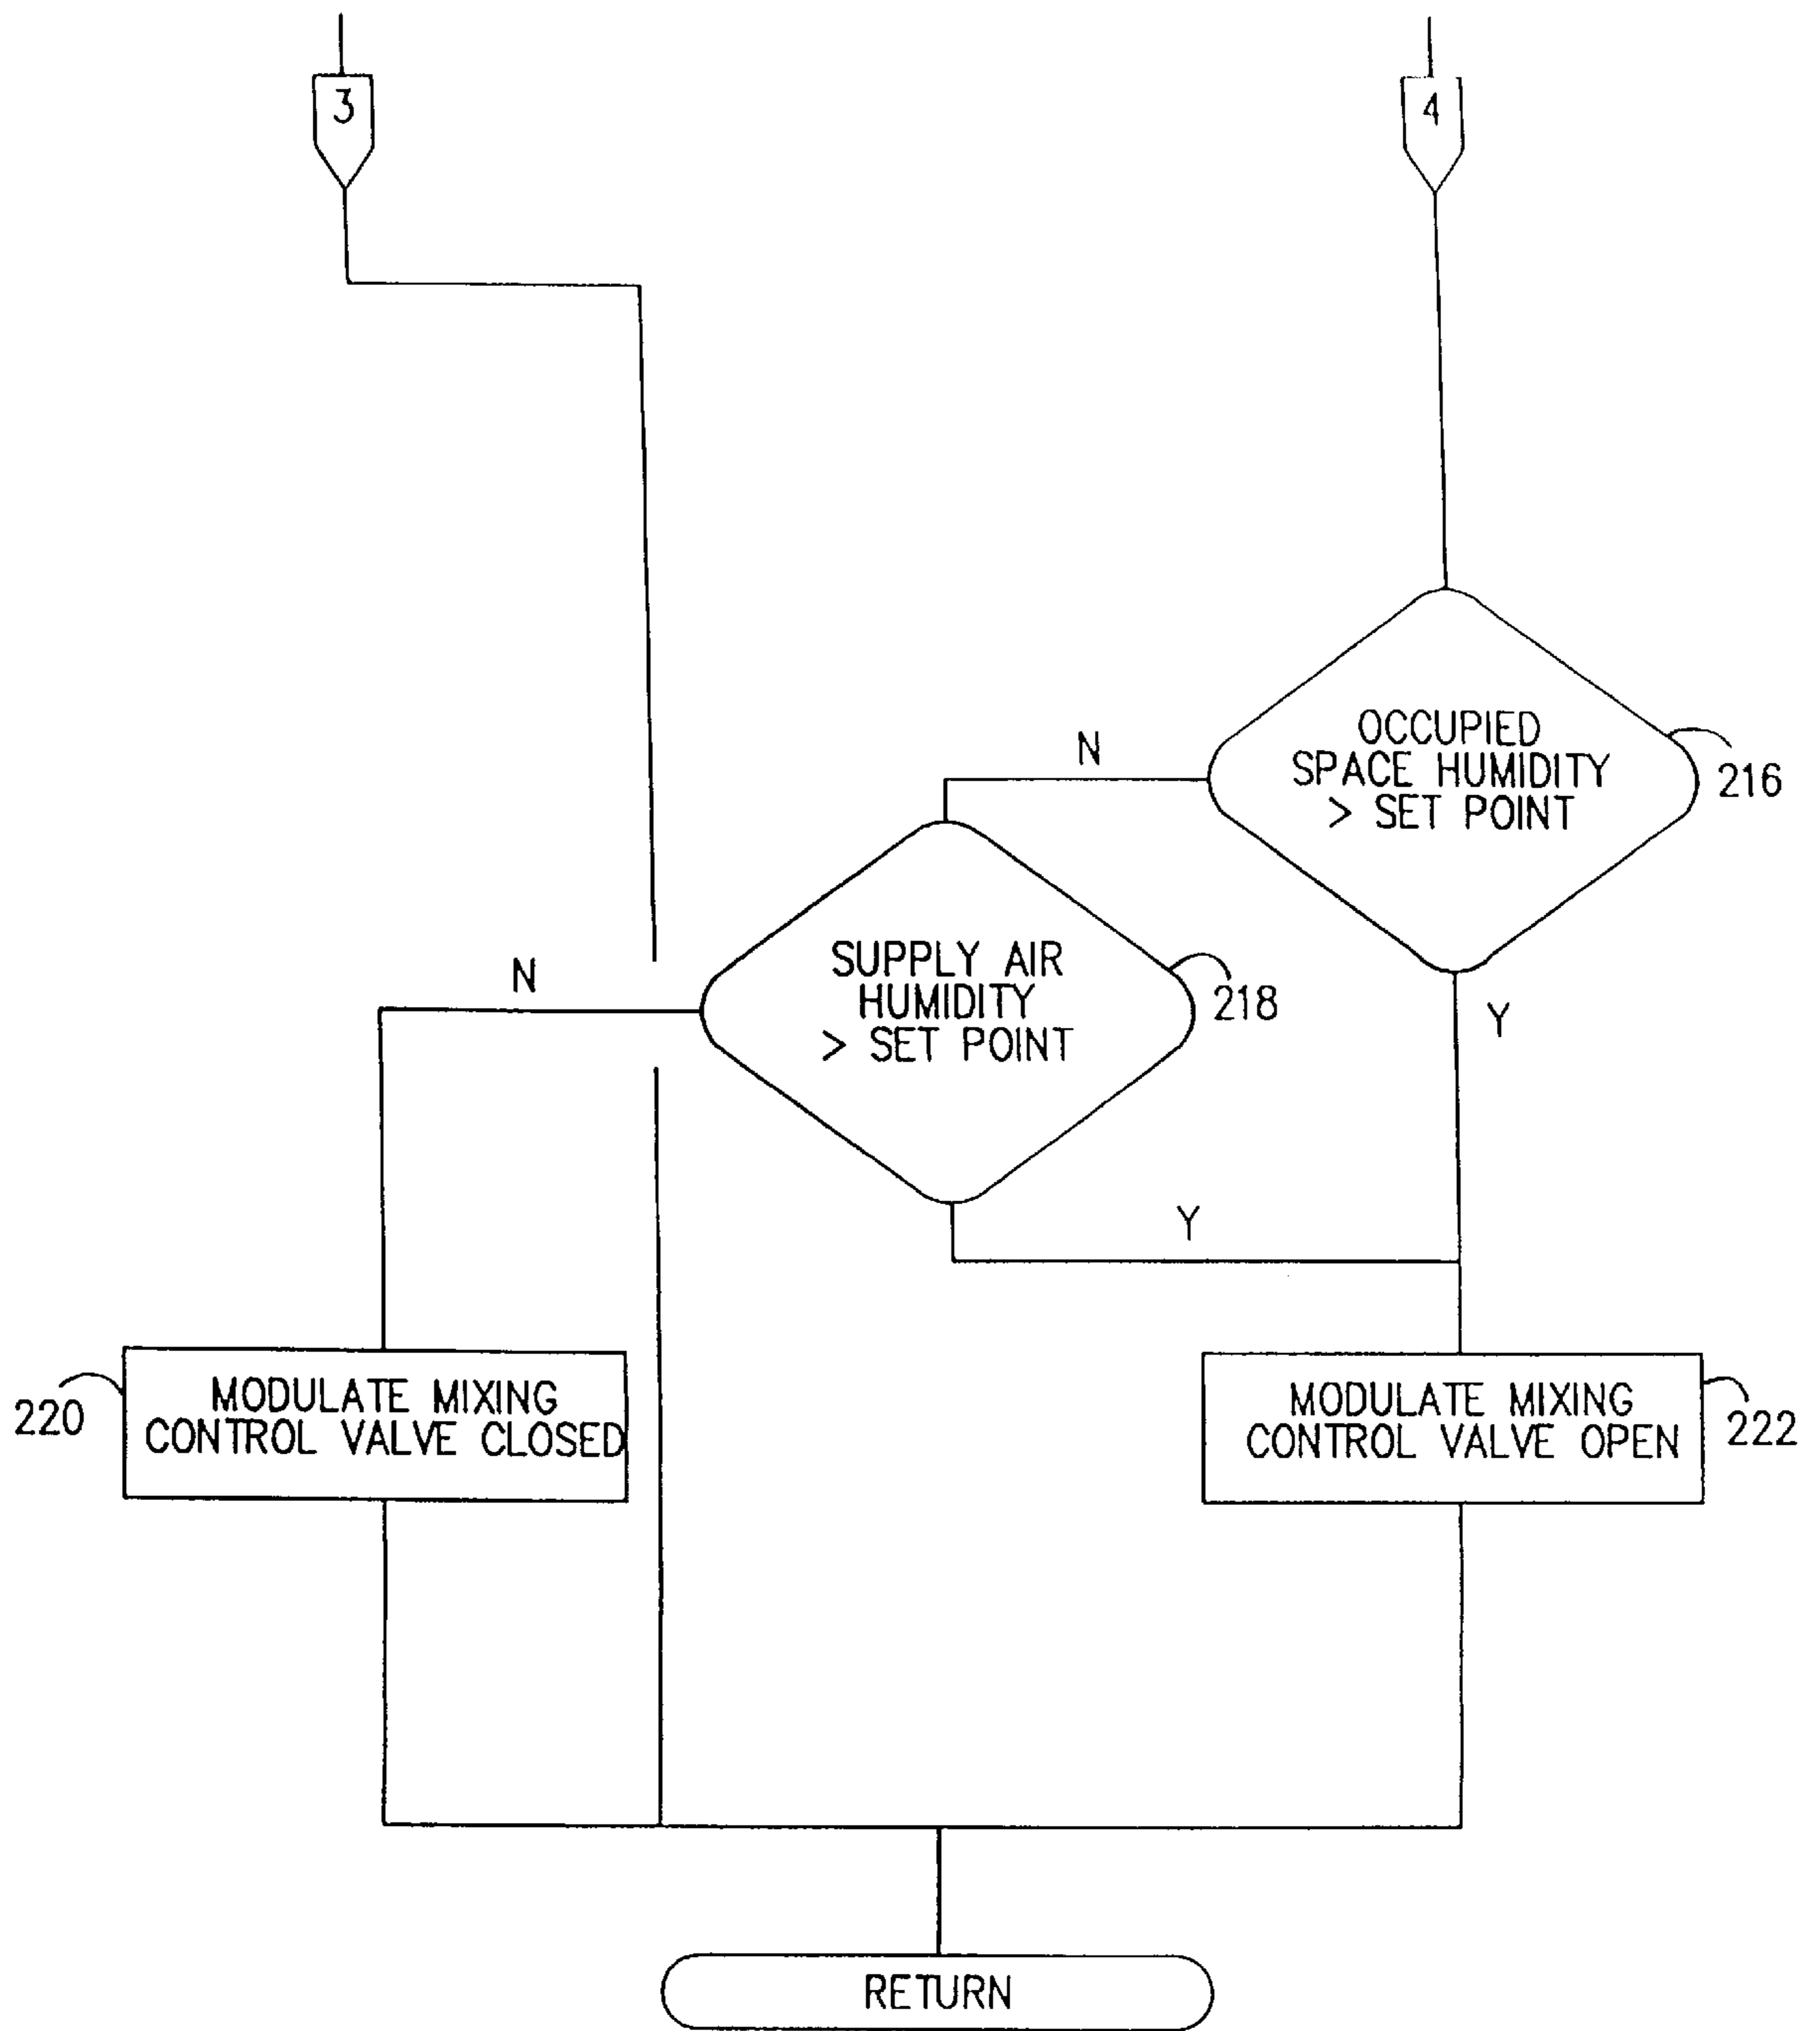 3
4
N
OCCUPIED
SPACE HUMIDITY
> SET POINT
216
N
SUPPLY AIR
HUMIDITY
> SET POINT
218
Y
Y
220
MODULATE MIXING
CONTROL VALVE CLOSED
MODULATE MIXING
CONTROL VALVE OPEN
222
RETURN